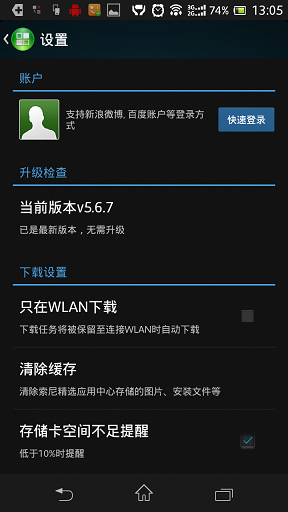 3G 2G 74% 13:05
设置
账户
支持新浪微博, 百度账户等登录方
式
快速登录
升级检查
当前版本v5.6.7
已是最新版本，无需升级
下载设置
只在WLAN下载
下载任务将被保留至连接WLAN时自动下载
清除缓存
清除索尼精选应用中心存储的图片、安装文件等
存储卡空间不足提醒
低于10%时提醒